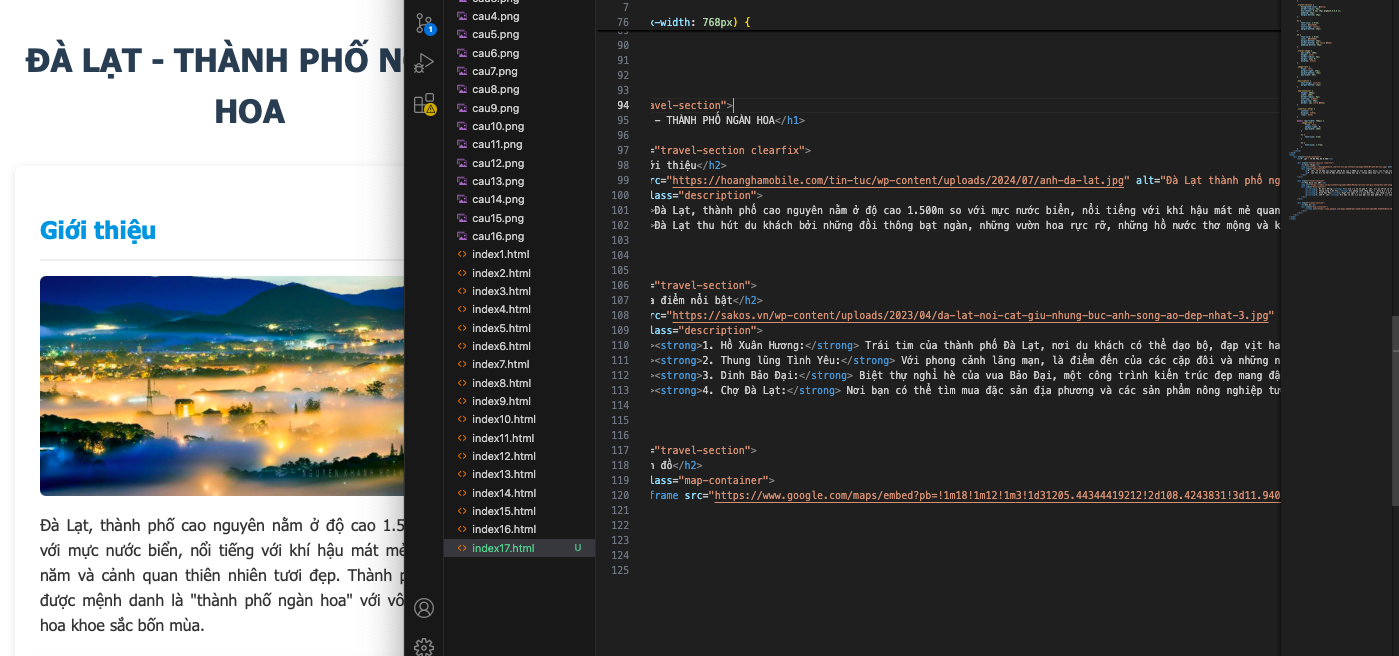 ĐÀ LẠT - THÀNH PHỐ N
HOA
Giới thiệu
NGUYEN KHANH HOA
Đà Lạt, thành phố cao nguyên nằm ở độ cao 1.5
với mực nước biển, nổi tiếng với khí hậu mát mẻ
năm và cảnh quan thiên nhiên tươi đẹp. Thành p
được mệnh danh là "thành phố ngàn hoa" với vô
hoa khoe sắc bốn mùa.
1
cau4.png
cau5.png
cau6.png
cau7.png
cau8.png
cau9.png
cau10.png
cau11.png
cau12.png
cau13.png
cau14.png
cau15.png
cau16.png
index1.html
index2.html
index3.html
index4.html
index5.html
index6.html
index7.html
index8.html
index9.html
index10.html
index11.html
index12.html
index13.html
index14.html
index15.html
index16.html
index17.html U
7
76 x-width: 768px) {
90
91
92
93
94 avel-section">
95 - THÀNH PHỐ NGÀN HOA</h1>
96
97 ="travel-section clearfix">
98 ới thiệu</h2>
99 rc="https://hoanghamobile.com/tin-tuc/wp-content/uploads/2024/07/anh-da-lat.jpg" alt="Đà Lạt thành phố ng
100 lass="description">
101 >Đà Lạt, thành phố cao nguyên nằm ở độ cao 1.500m so với mực nước biển, nổi tiếng với khí hậu mát mẻ quan
102 >Đà Lạt thu hút du khách bởi những đồi thông bạt ngàn, những vườn hoa rực rỡ, những hồ nước thơ mộng và k
103
104
105
106 ="travel-section">
107 a điểm nổi bật</h2>
108 rc="https://sakos.vn/wp-content/uploads/2023/04/da-lat-noi-cat-giu-nhung-buc-anh-song-ao-dep-nhat-3.jpg"
109 lass="description">
110 ><strong>1. Hồ Xuân Hương:</strong> Trái tim của thành phố Đà Lạt, nơi du khách có thể dạo bộ, đạp vịt ha
111 ><strong>2. Thung lũng Tình Yêu:</strong> Với phong cảnh lãng mạn, là điểm đến của các cặp đôi và những n
112 ><strong>3. Dinh Bảo Đại:</strong> Biệt thự nghỉ hè của vua Bảo Đại, một công trình kiến trúc đẹp mang đậ
113 ><strong>4. Chợ Đà Lạt:</strong> Nơi bạn có thể tìm mua đặc sản địa phương và các sản phẩm nông nghiệp tư
114
115
116
117 ="travel-section">
118 n đồ</h2>
119 lass="map-container">
120 frame src="https://www.google.com/maps/embed?pb=!1m18!1m12!1m3!1d31205.44344419212!2d108.4243831!3d11.940
121
122
123
124
125